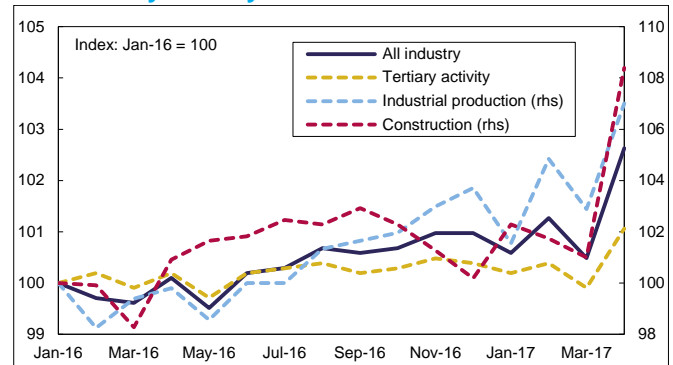 105
104
103
102
101
100
99
Index: Jan-16 = 100
All industry
Tertiary activity
Industrial production (rhs)
Construction (rhs)
110
108
106
104
102
100
98
Jan-16 Mar-16 May-16 Jul-16 Sep-16 Nov-16 Jan-17 Mar-17